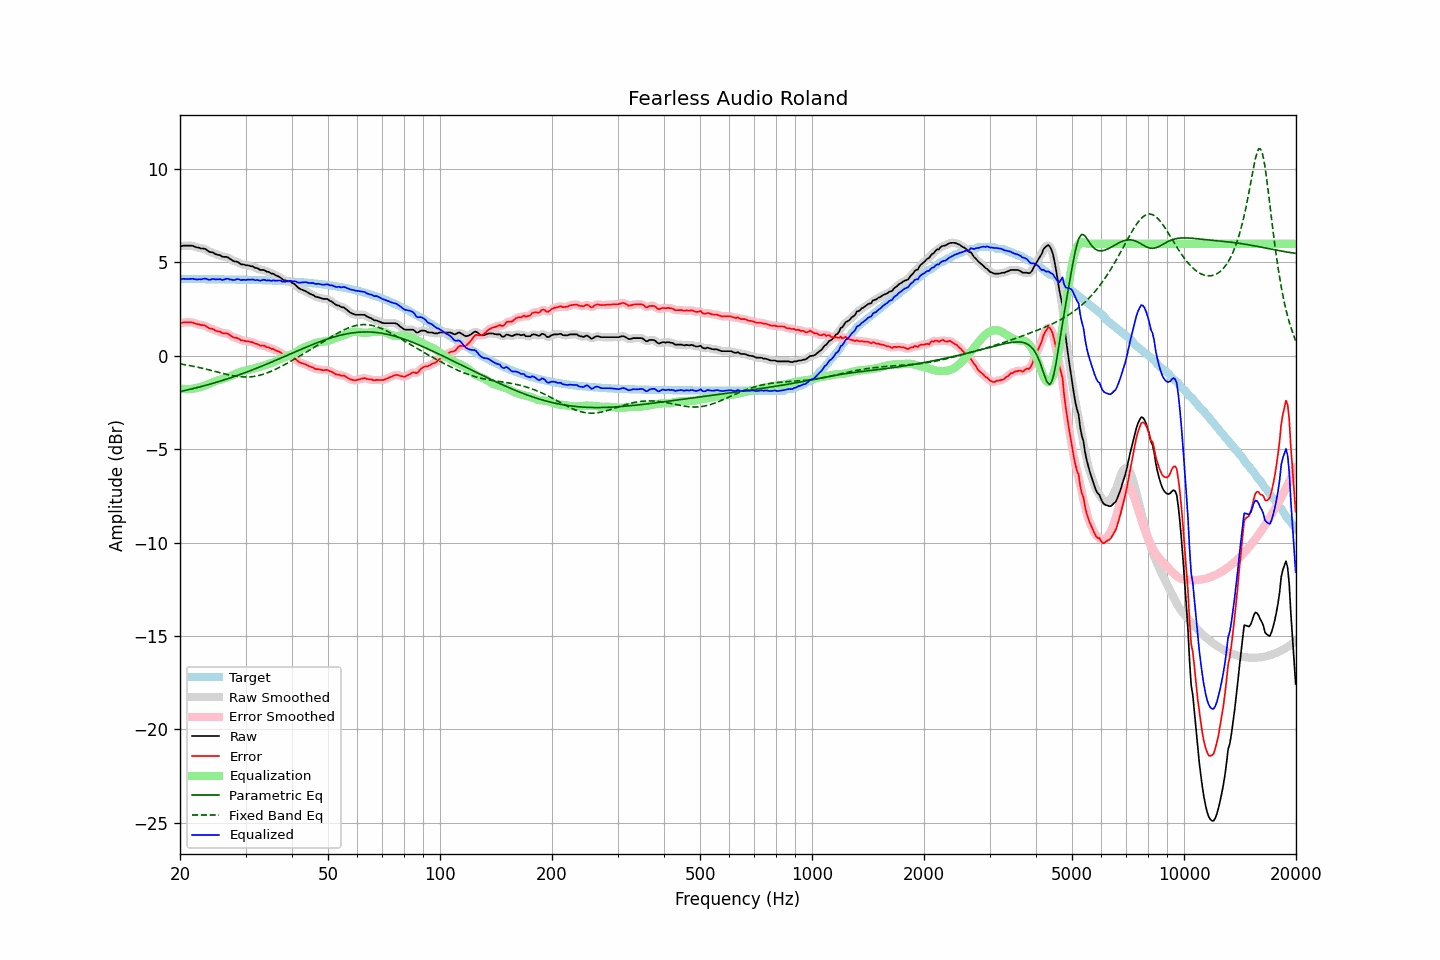 Fearless Audio Roland
Amplitude (dBr)
10
5
0
−5
−10
−15
−20
−25
Target
Raw Smoothed
Error Smoothed
Raw
Error
Equalization
Parametric Eq
Fixed Band Eq
Equalized
20 50 100 200 500 1000 2000 5000 10000 20000
Frequency (Hz)